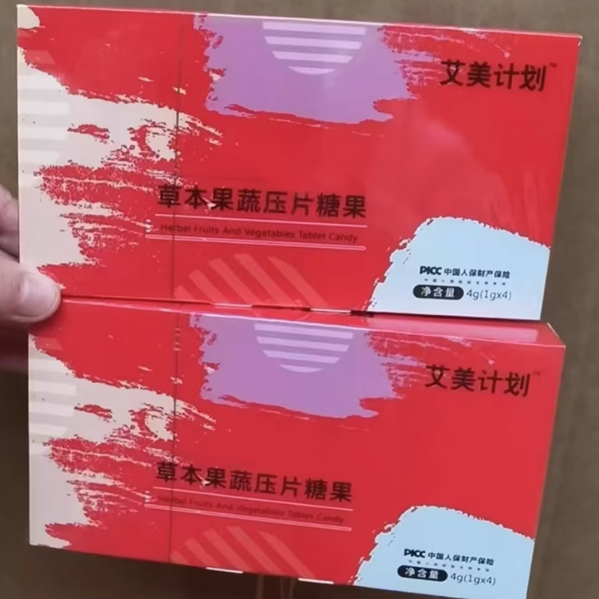 艾美计划™
草本果蔬压片糖果
Herbal Fruits And Vegetables Tablet Candy
PICC 中国人保财产保险
净含量 4g(1gx4)
艾美计划™
草本果蔬压片糖果
Herbal Fruits And Vegetables Tablet Candy
PICC 中国人保财产保险
净含量 4g(1gx4)